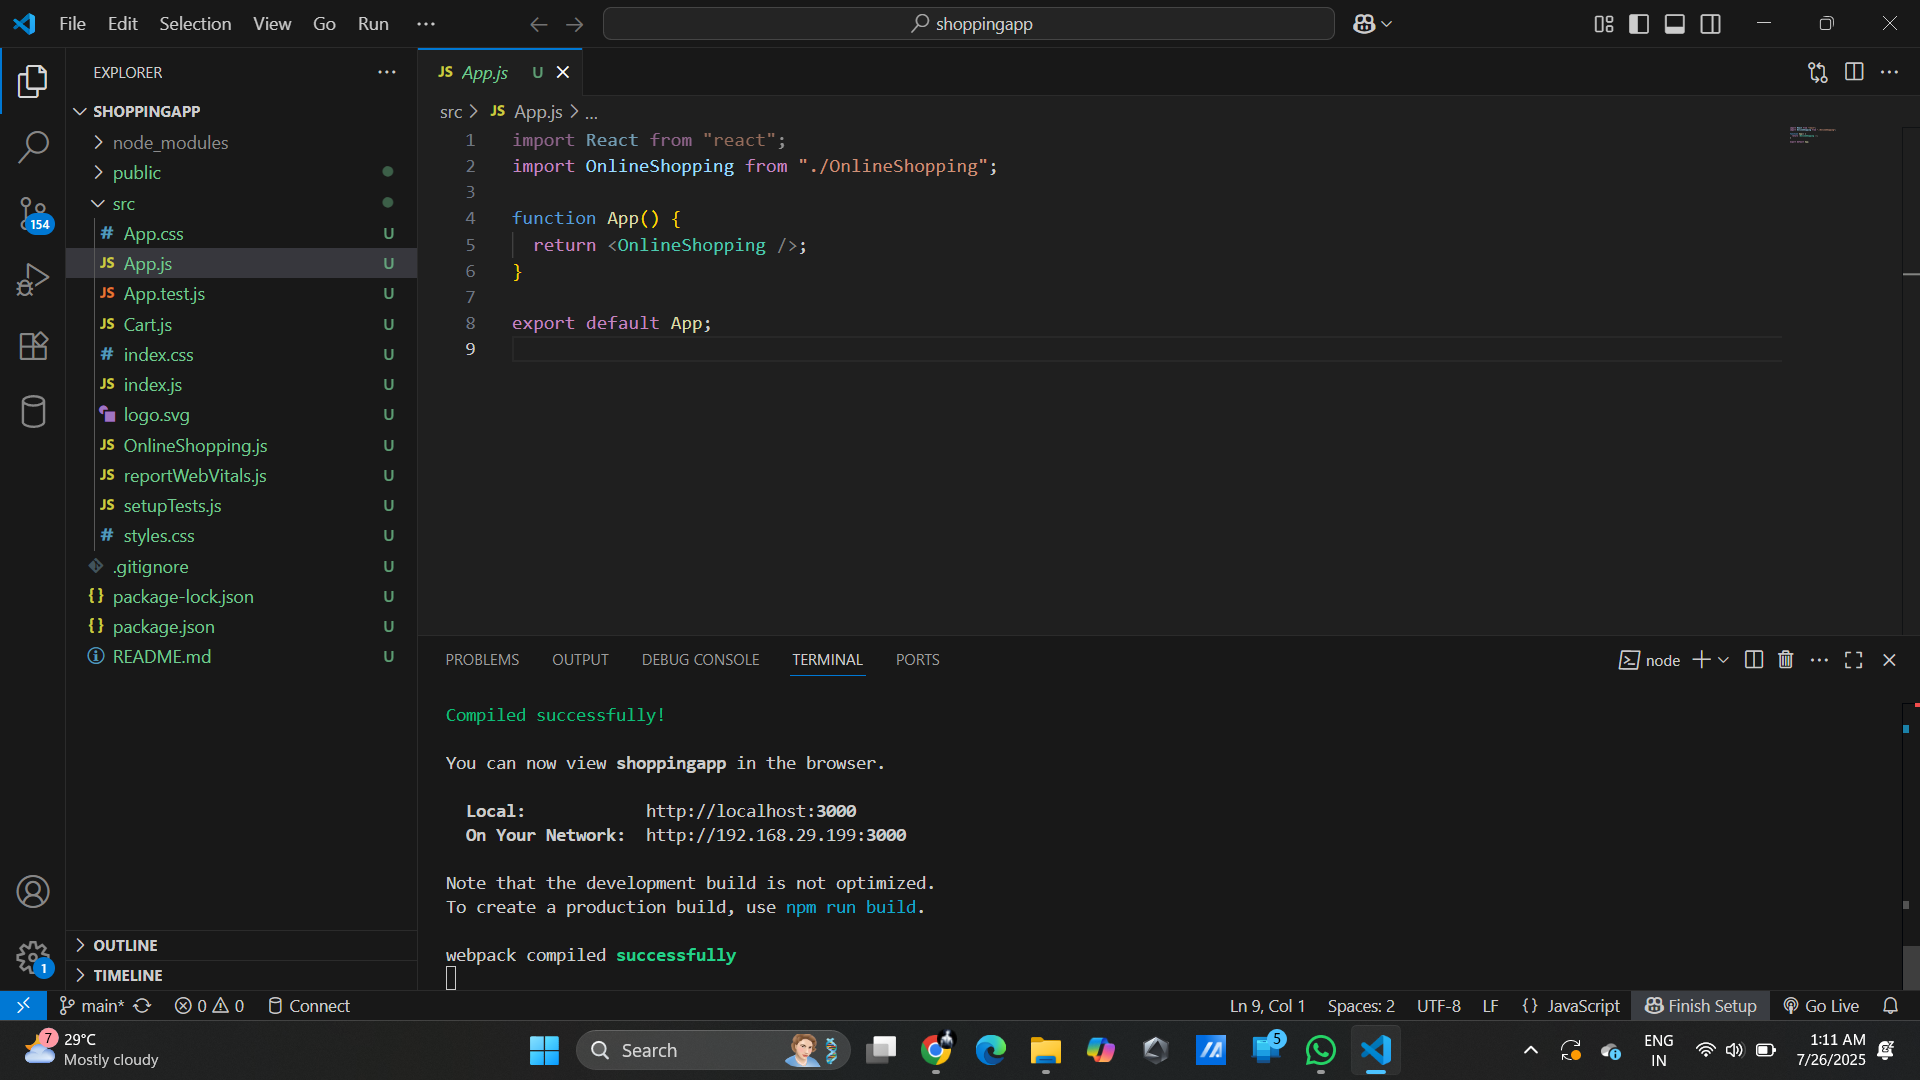 File Edit Selection View Go Run ···
shoppingapp
EXPLORER
SHOPPINGAPP
node_modules
public
src
# App.css U
JS App.js U
JS App.test.js U
JS Cart.js U
# index.css U
JS index.js U
logo.svg U
JS OnlineShopping.js U
JS reportWebVitals.js U
JS setupTests.js U
# styles.css U
.gitignore U
{} package-lock.json U
{} package.json U
README.md U
OUTLINE
TIMELINE
154
1
JS App.js U
src > JS App.js > ...
1 import React from "react";
2 import OnlineShopping from "./OnlineShopping";
3
4 function App() {
5 return <OnlineShopping />;
6 }
7
8 export default App;
9
PROBLEMS OUTPUT DEBUG CONSOLE TERMINAL PORTS
node
Compiled successfully!
You can now view shoppingapp in the browser.
Local: http://localhost:3000
On Your Network: http://192.168.29.199:3000
Note that the development build is not optimized.
To create a production build, use npm run build.
webpack compiled successfully
main* 0 0 Connect
Ln 9, Col 1 Spaces: 2 UTF-8 LF {} JavaScript Finish Setup Go Live
7
29°C
Mostly cloudy
Search
5
ENG
IN
1:11 AM
7/26/2025